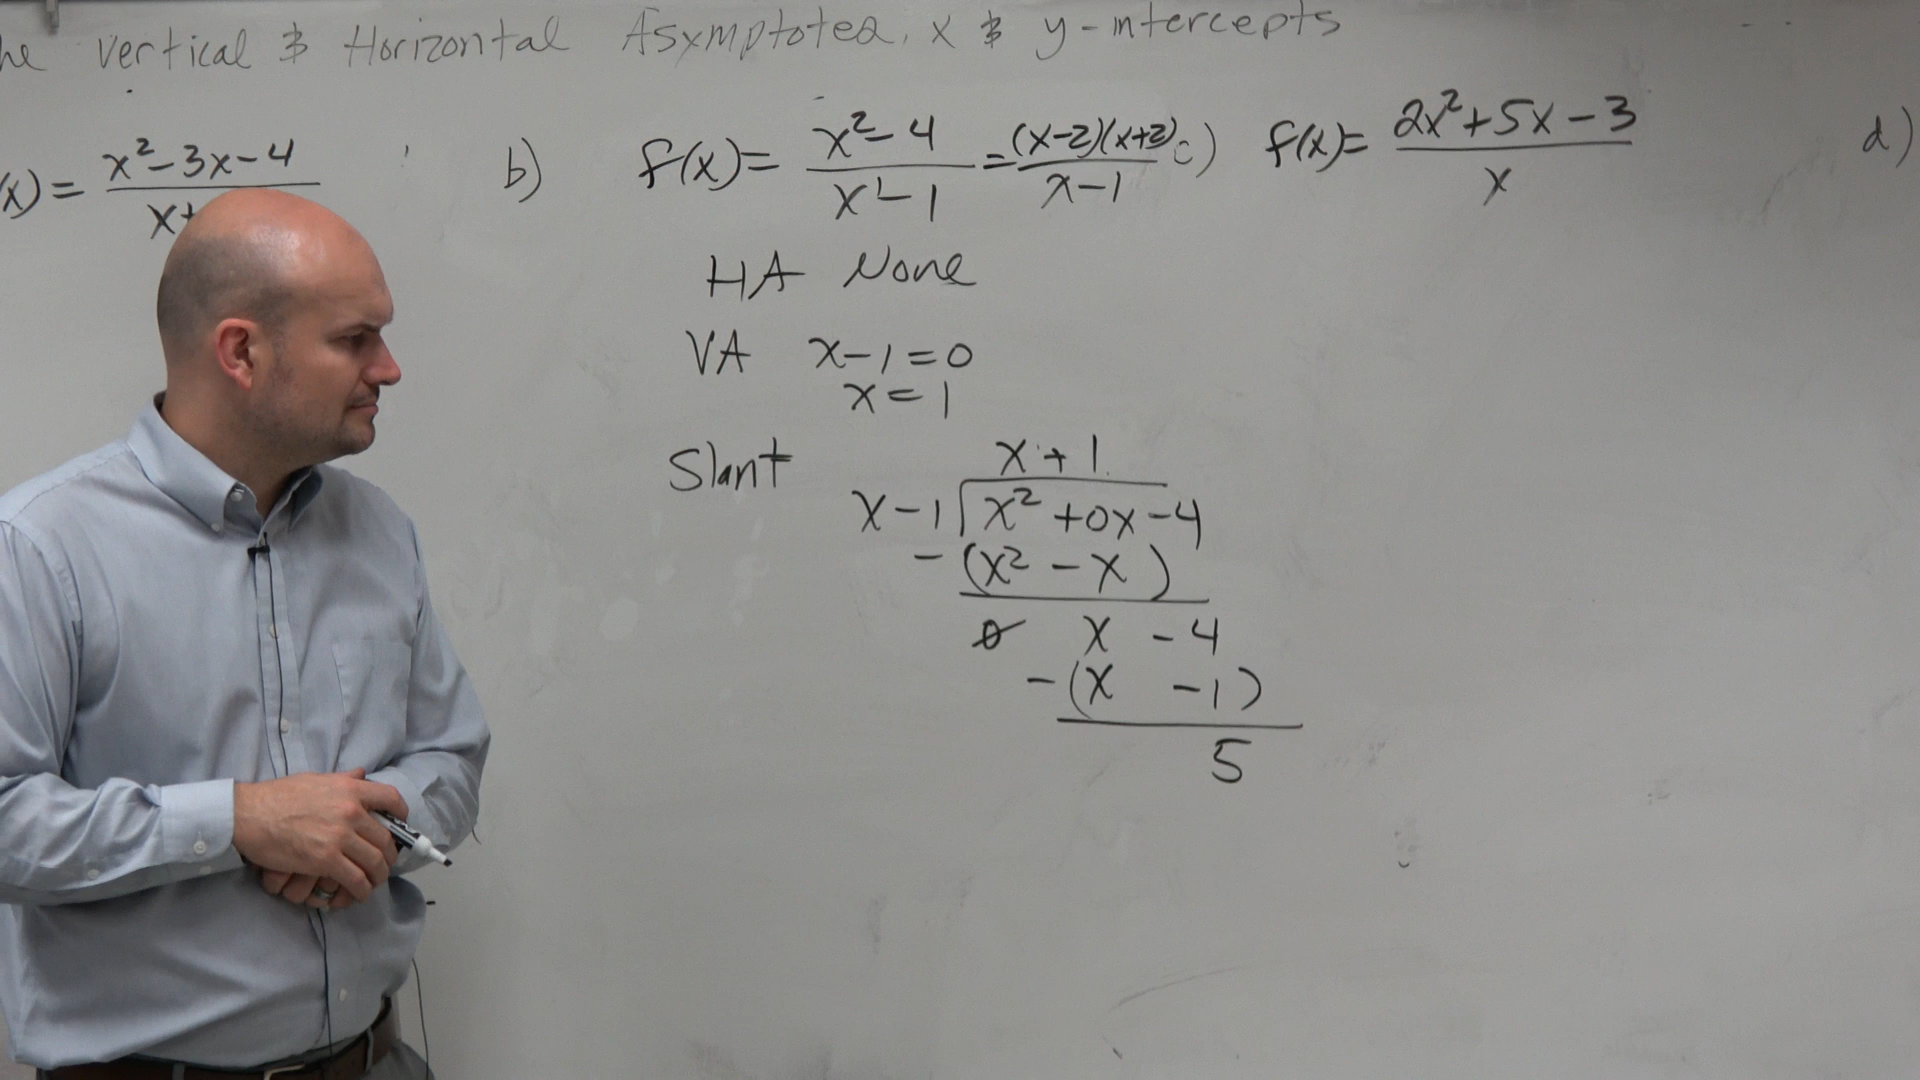 he vertical & Horizontal Asymptotes, x & y-intercepts
(x) = x²-3x-4 / x+
b) f(x) = x²-4 / x¹-1 = (x-2)(x+2) / x-1
c) f(x) = 2x²+5x-3 / x
d)
HA None
VA x-1=0
x=1
Slant x+1
x-1 x²+0x-4
-(x²-x)
0 x -4
-(x -1)
5